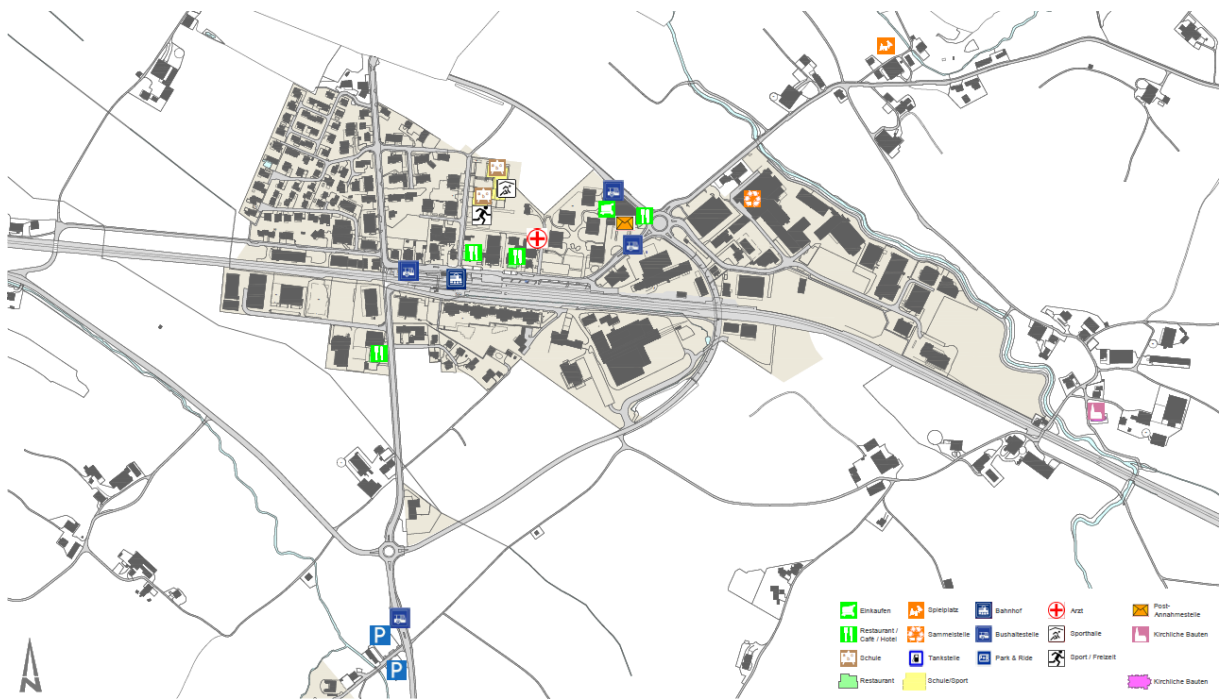 Einkaufen
Spielplatz
Bahnhof
Arzt
Post-
Annahmestelle
Restaurant /
Café / Hotel
Sammelstelle
Bushaltestelle
Sporthalle
Kirchliche Bauten
Schule
Tankstelle
Park & Ride
Sport / Freizeit
Restaurant
Schule/Sport
Kirchliche Bauten
P
P